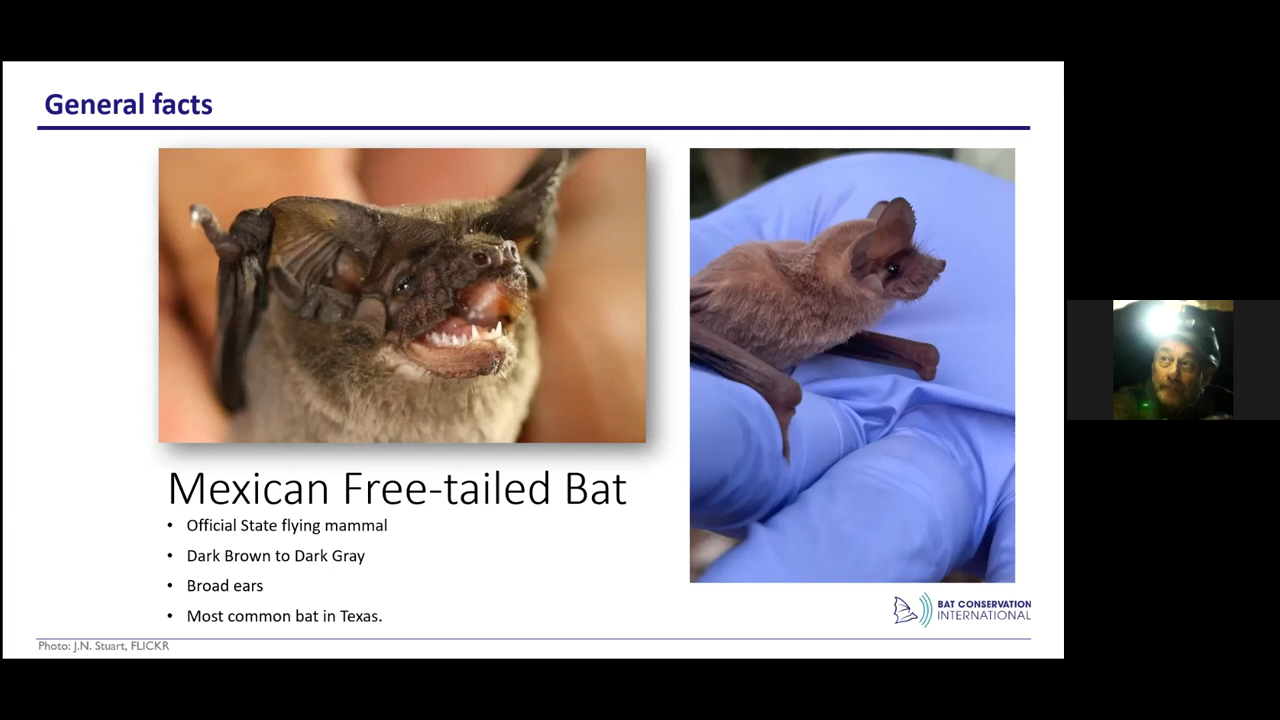 General facts
Mexican Free-tailed Bat
• Official State flying mammal
• Dark Brown to Dark Gray
• Broad ears
• Most common bat in Texas.
BAT CONSERVATION
INTERNATIONAL
Photo: J.N. Stuart, FLICKR